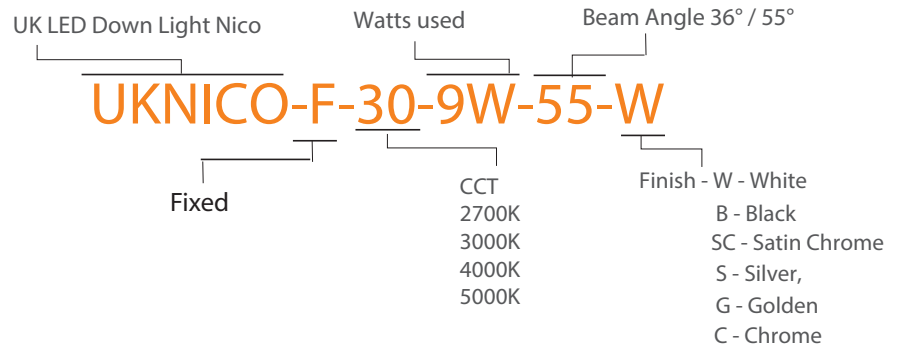 UK LED Down Light Nico
Watts used
Beam Angle 36° / 55°
UKNICO-F-30-9W-55-W
Fixed
CCT
2700K
3000K
4000K
5000K
Finish - W - White
B - Black
SC - Satin Chrome
S - Silver,
G - Golden
C - Chrome